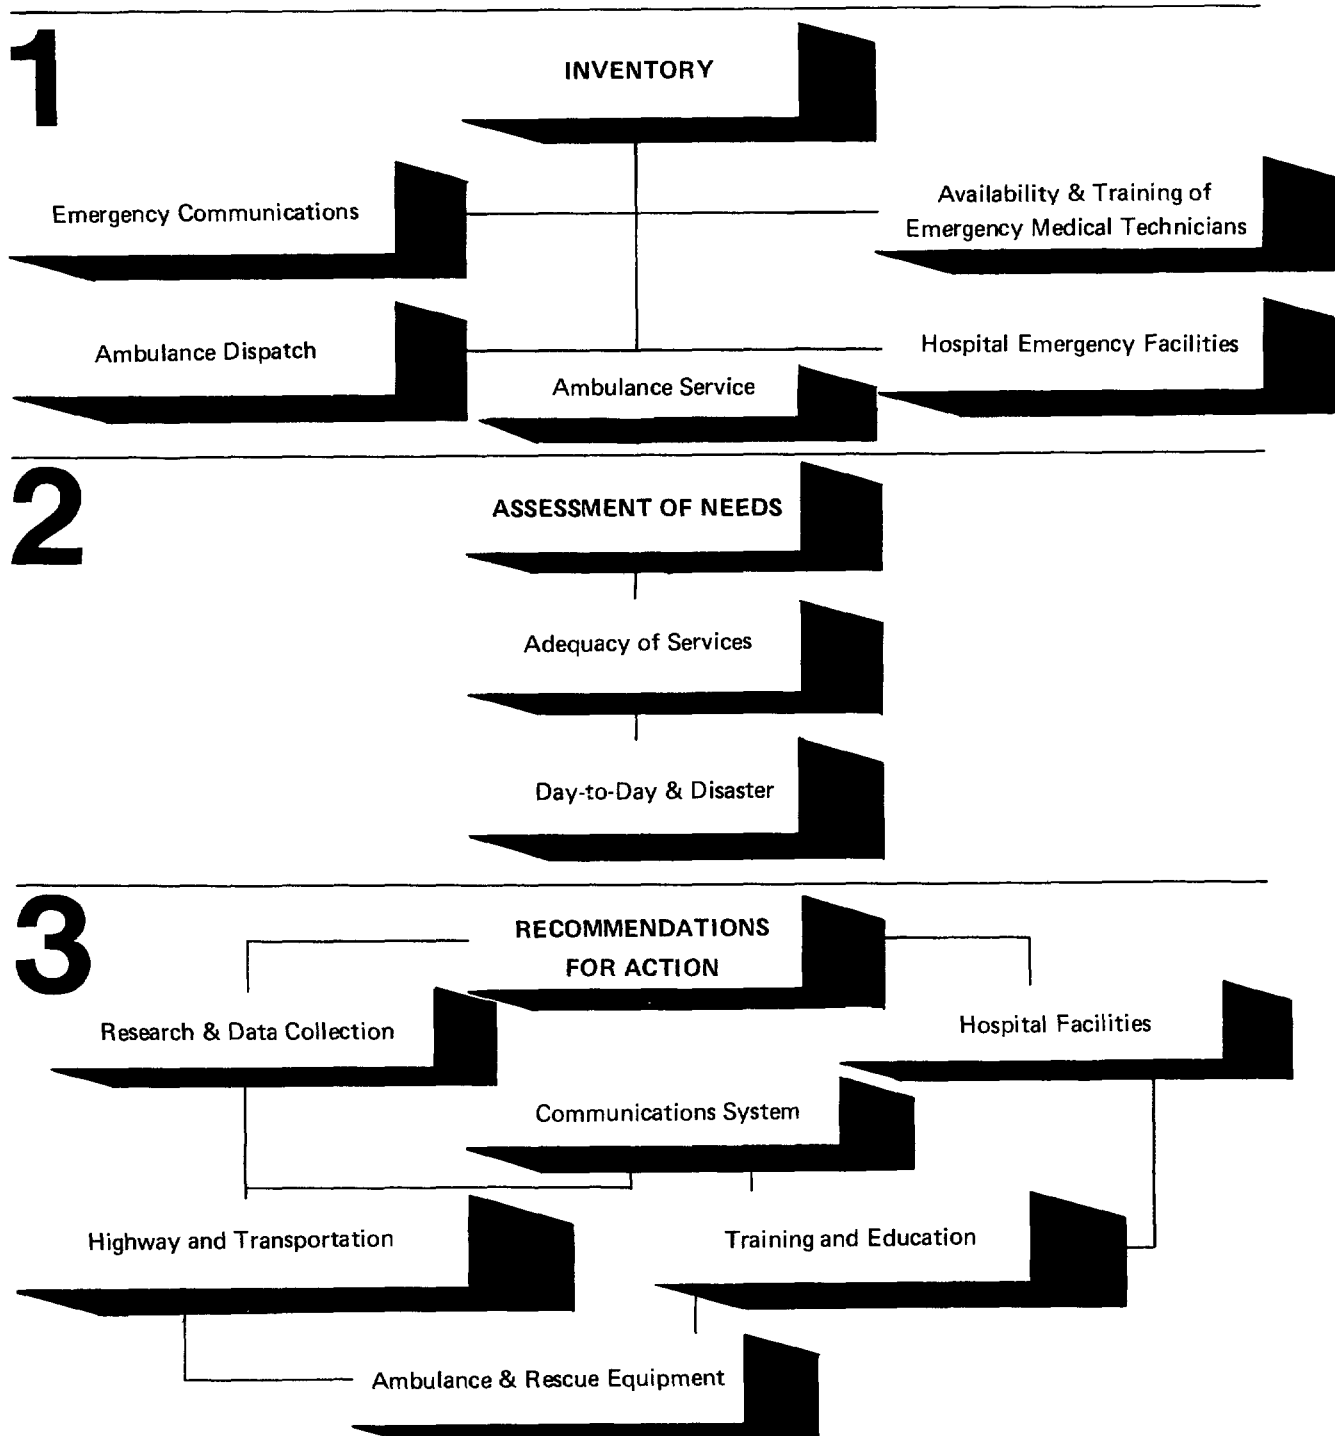 1
INVENTORY
Emergency Communications
Availability & Training of
Emergency Medical Technicians
Ambulance Dispatch
Hospital Emergency Facilities
Ambulance Service
2
ASSESSMENT OF NEEDS
Adequacy of Services
Day-to-Day & Disaster
3
RECOMMENDATIONS
FOR ACTION
Research & Data Collection
Hospital Facilities
Communications System
Highway and Transportation
Training and Education
Ambulance & Rescue Equipment